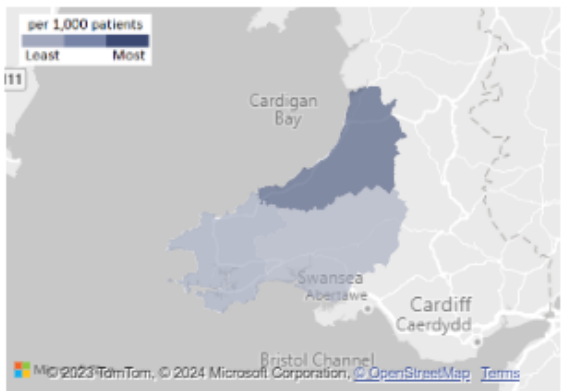 per 1,000 patients
Least Most
11
Cardigan
Bay
Swansea
Abertawe
Cardiff
Caerdydd
Bristol Channel
© 2023 TomTom, © 2024 Microsoft Corporation, © OpenStreetMap Terms